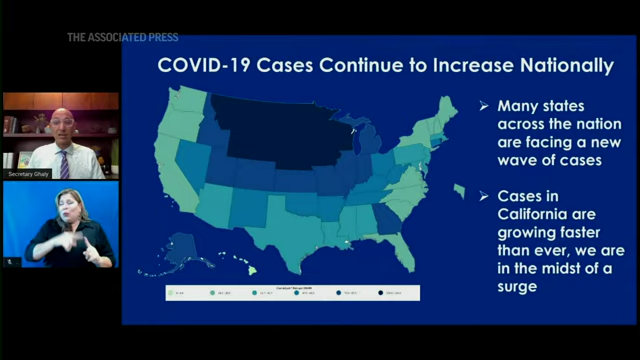 THE ASSOCIATED PRESS
COVID-19 Cases Continue to Increase Nationally
Many states
across the nation
are facing a new
wave of cases
Cases in
California are
growing faster
than ever, we are
in the midst of a
surge
Secretary Ghaly